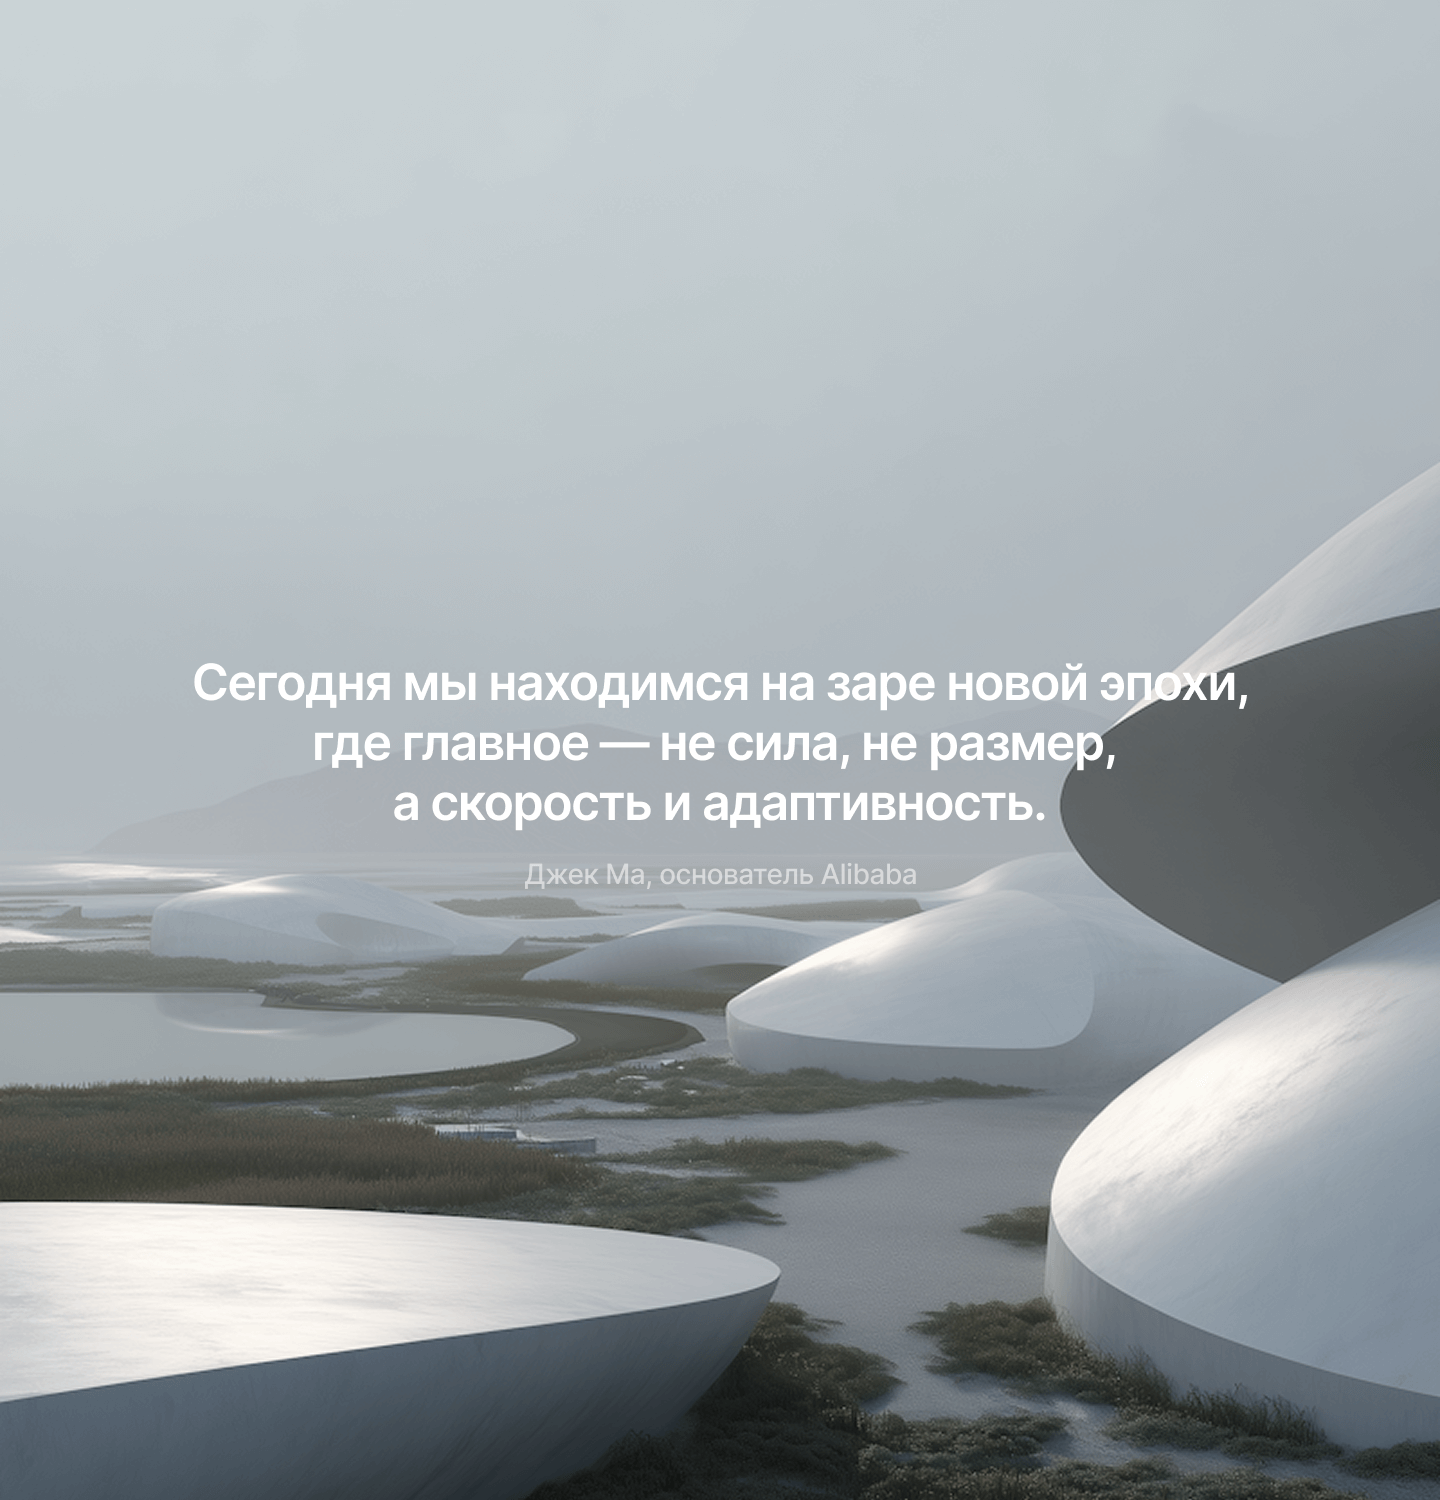 Сегодня мы находимся на заре новой эпохи,
где главное — не сила, не размер,
а скорость и адаптивность.
Джек Ма, основатель Alibaba